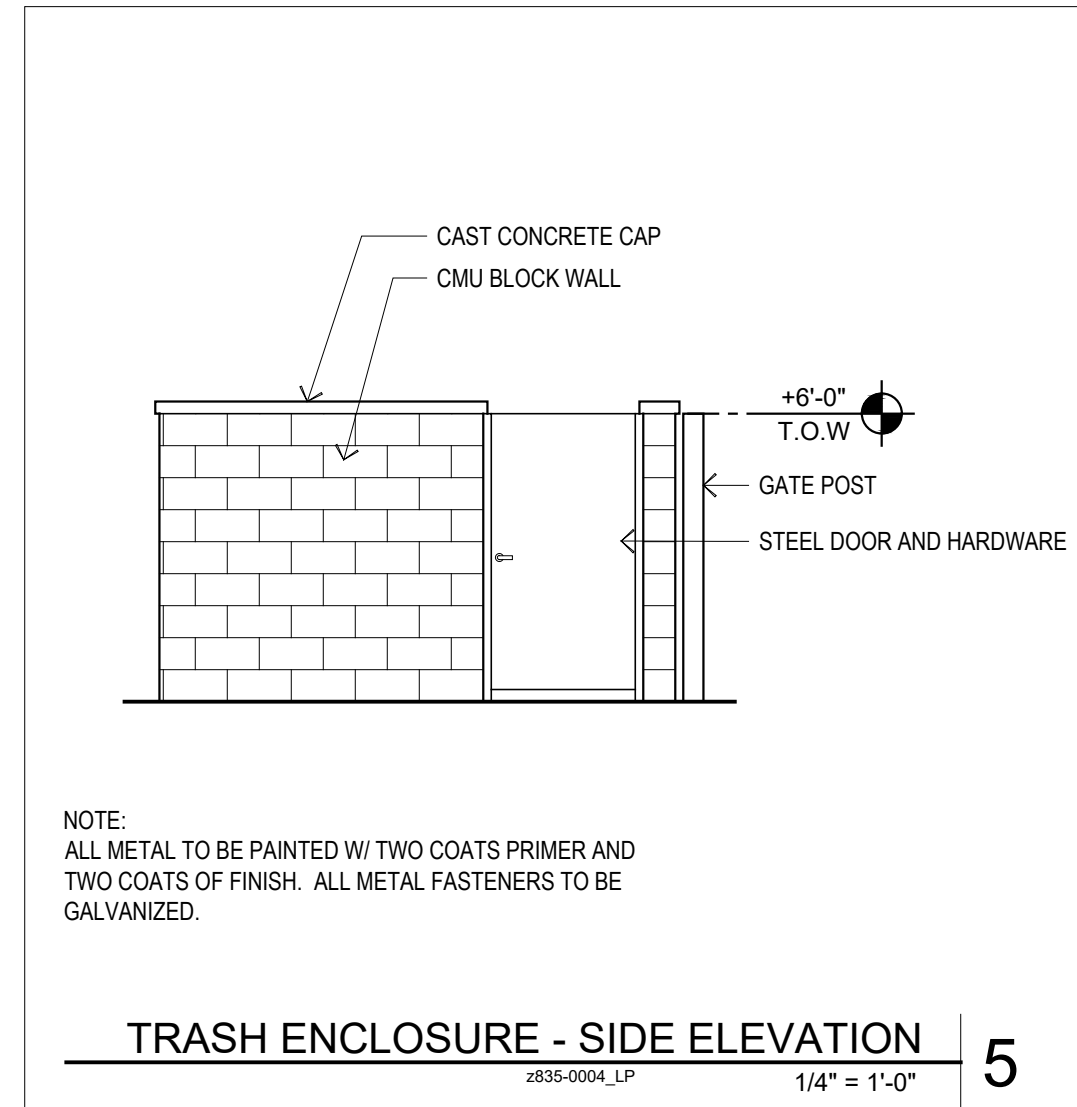 CAST CONCRETE CAP
CMU BLOCK WALL
+6'-0"
T.O.W
GATE POST
STEEL DOOR AND HARDWARE
NOTE:
ALL METAL TO BE PAINTED W/ TWO COATS PRIMER AND
TWO COATS OF FINISH.  ALL METAL FASTENERS TO BE
GALVANIZED.
TRASH ENCLOSURE - SIDE ELEVATION
5
z835-0004_LP
1/4" = 1'-0"